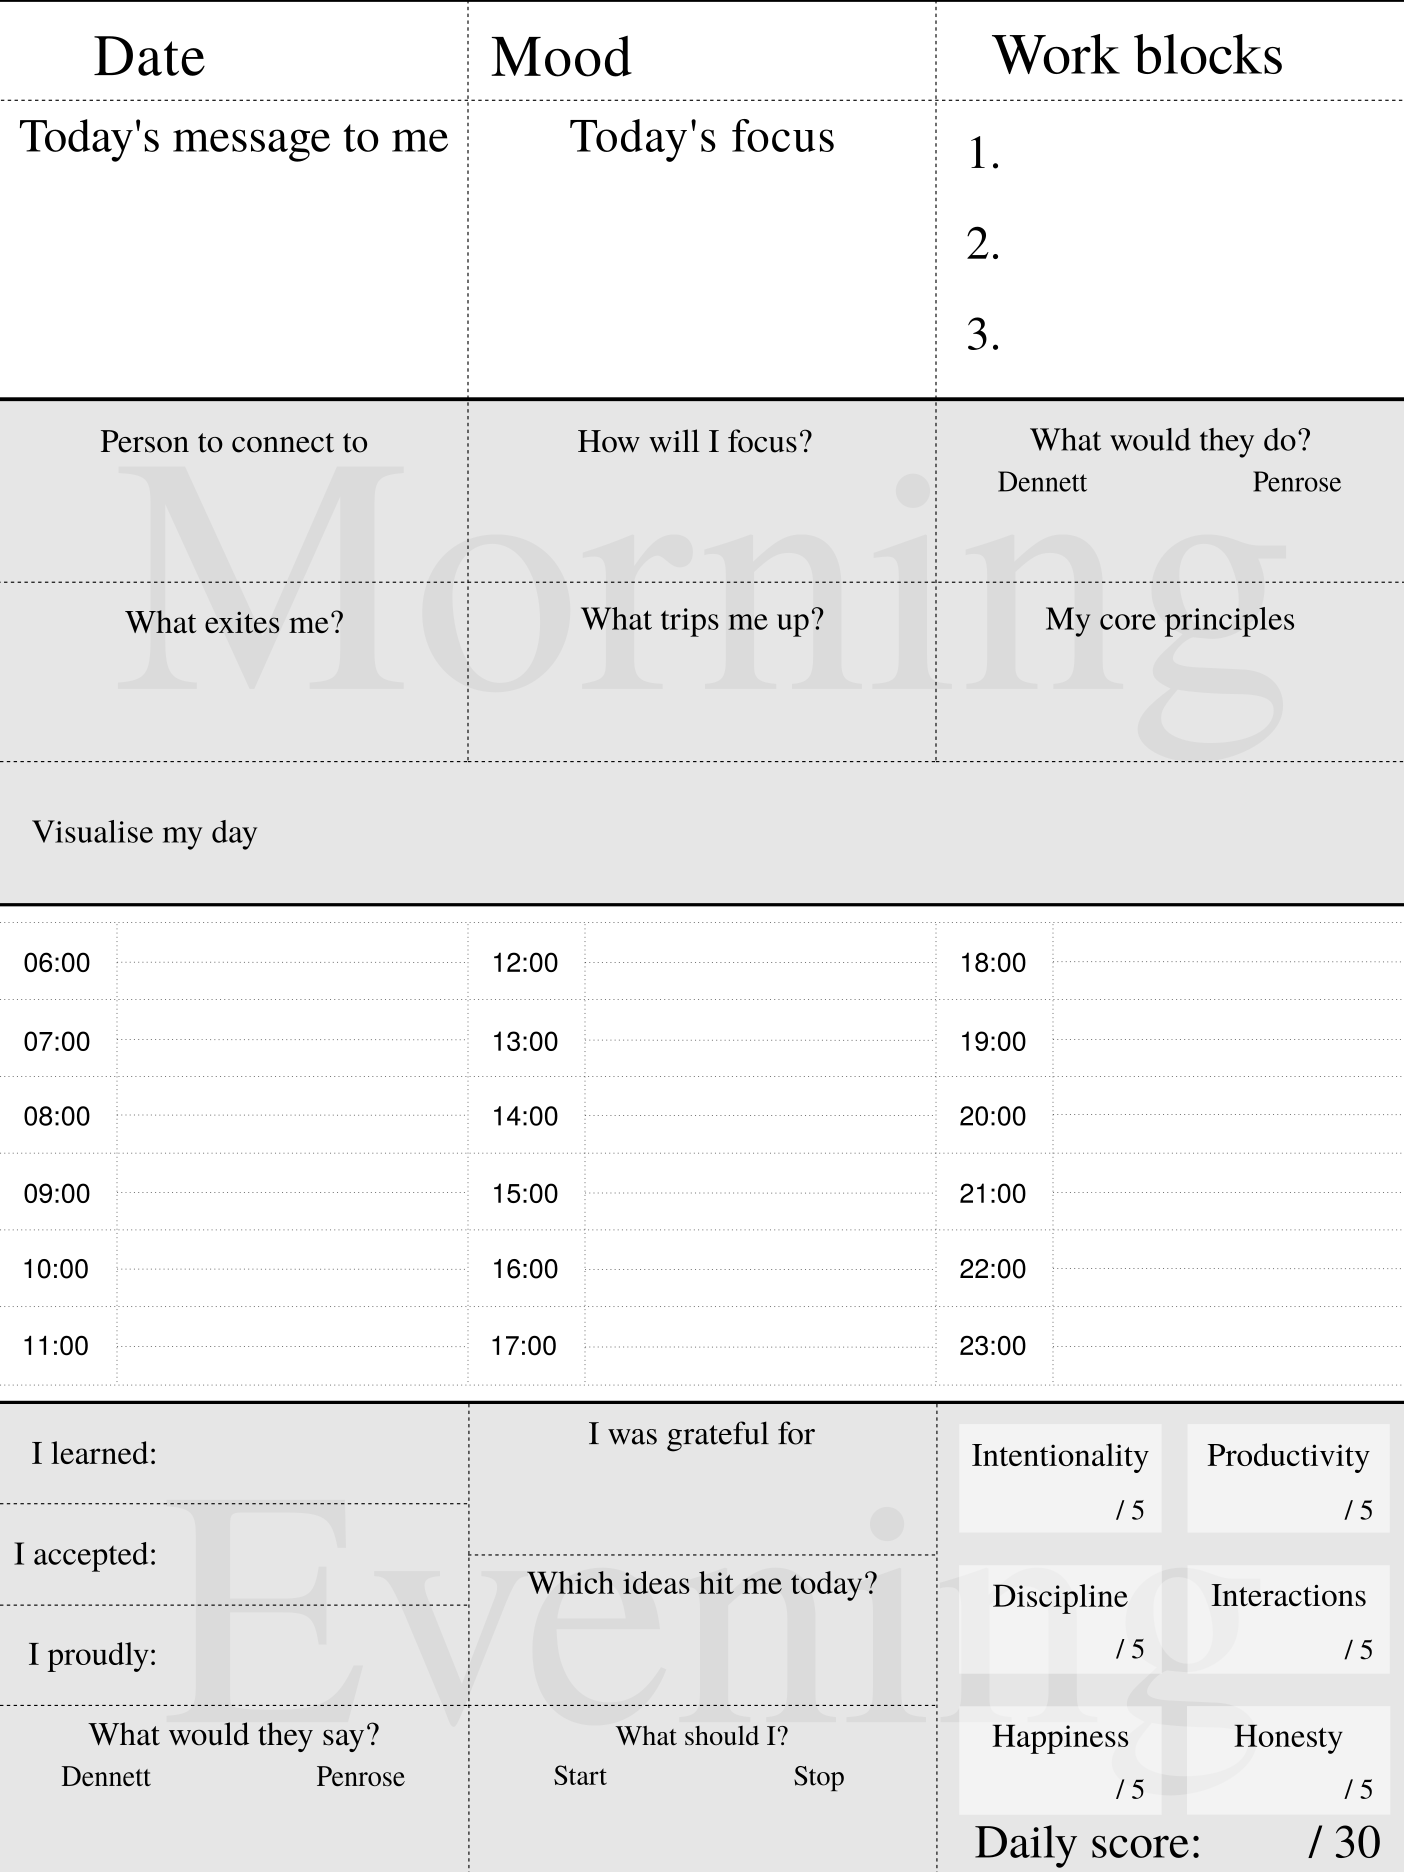 Date
Mood
Work blocks
Today's message to me
Today's focus
1.
2.
3.
Morning
Person to connect to
How will I focus?
What would they do?
Dennett
Penrose
What exites me?
What trips me up?
My core principles
Visualise my day
06:00
07:00
08:00
09:00
10:00
11:00
12:00
13:00
14:00
15:00
16:00
17:00
18:00
19:00
20:00
21:00
22:00
23:00
Evening
I learned:
I accepted:
I proudly:
What would they say?
Dennett
Penrose
I was grateful for
Which ideas hit me today?
What should I?
Start
Stop
Intentionality
/ 5
Productivity
/ 5
Discipline
/ 5
Interactions
/ 5
Happiness
/ 5
Honesty
/ 5
Daily score: / 30